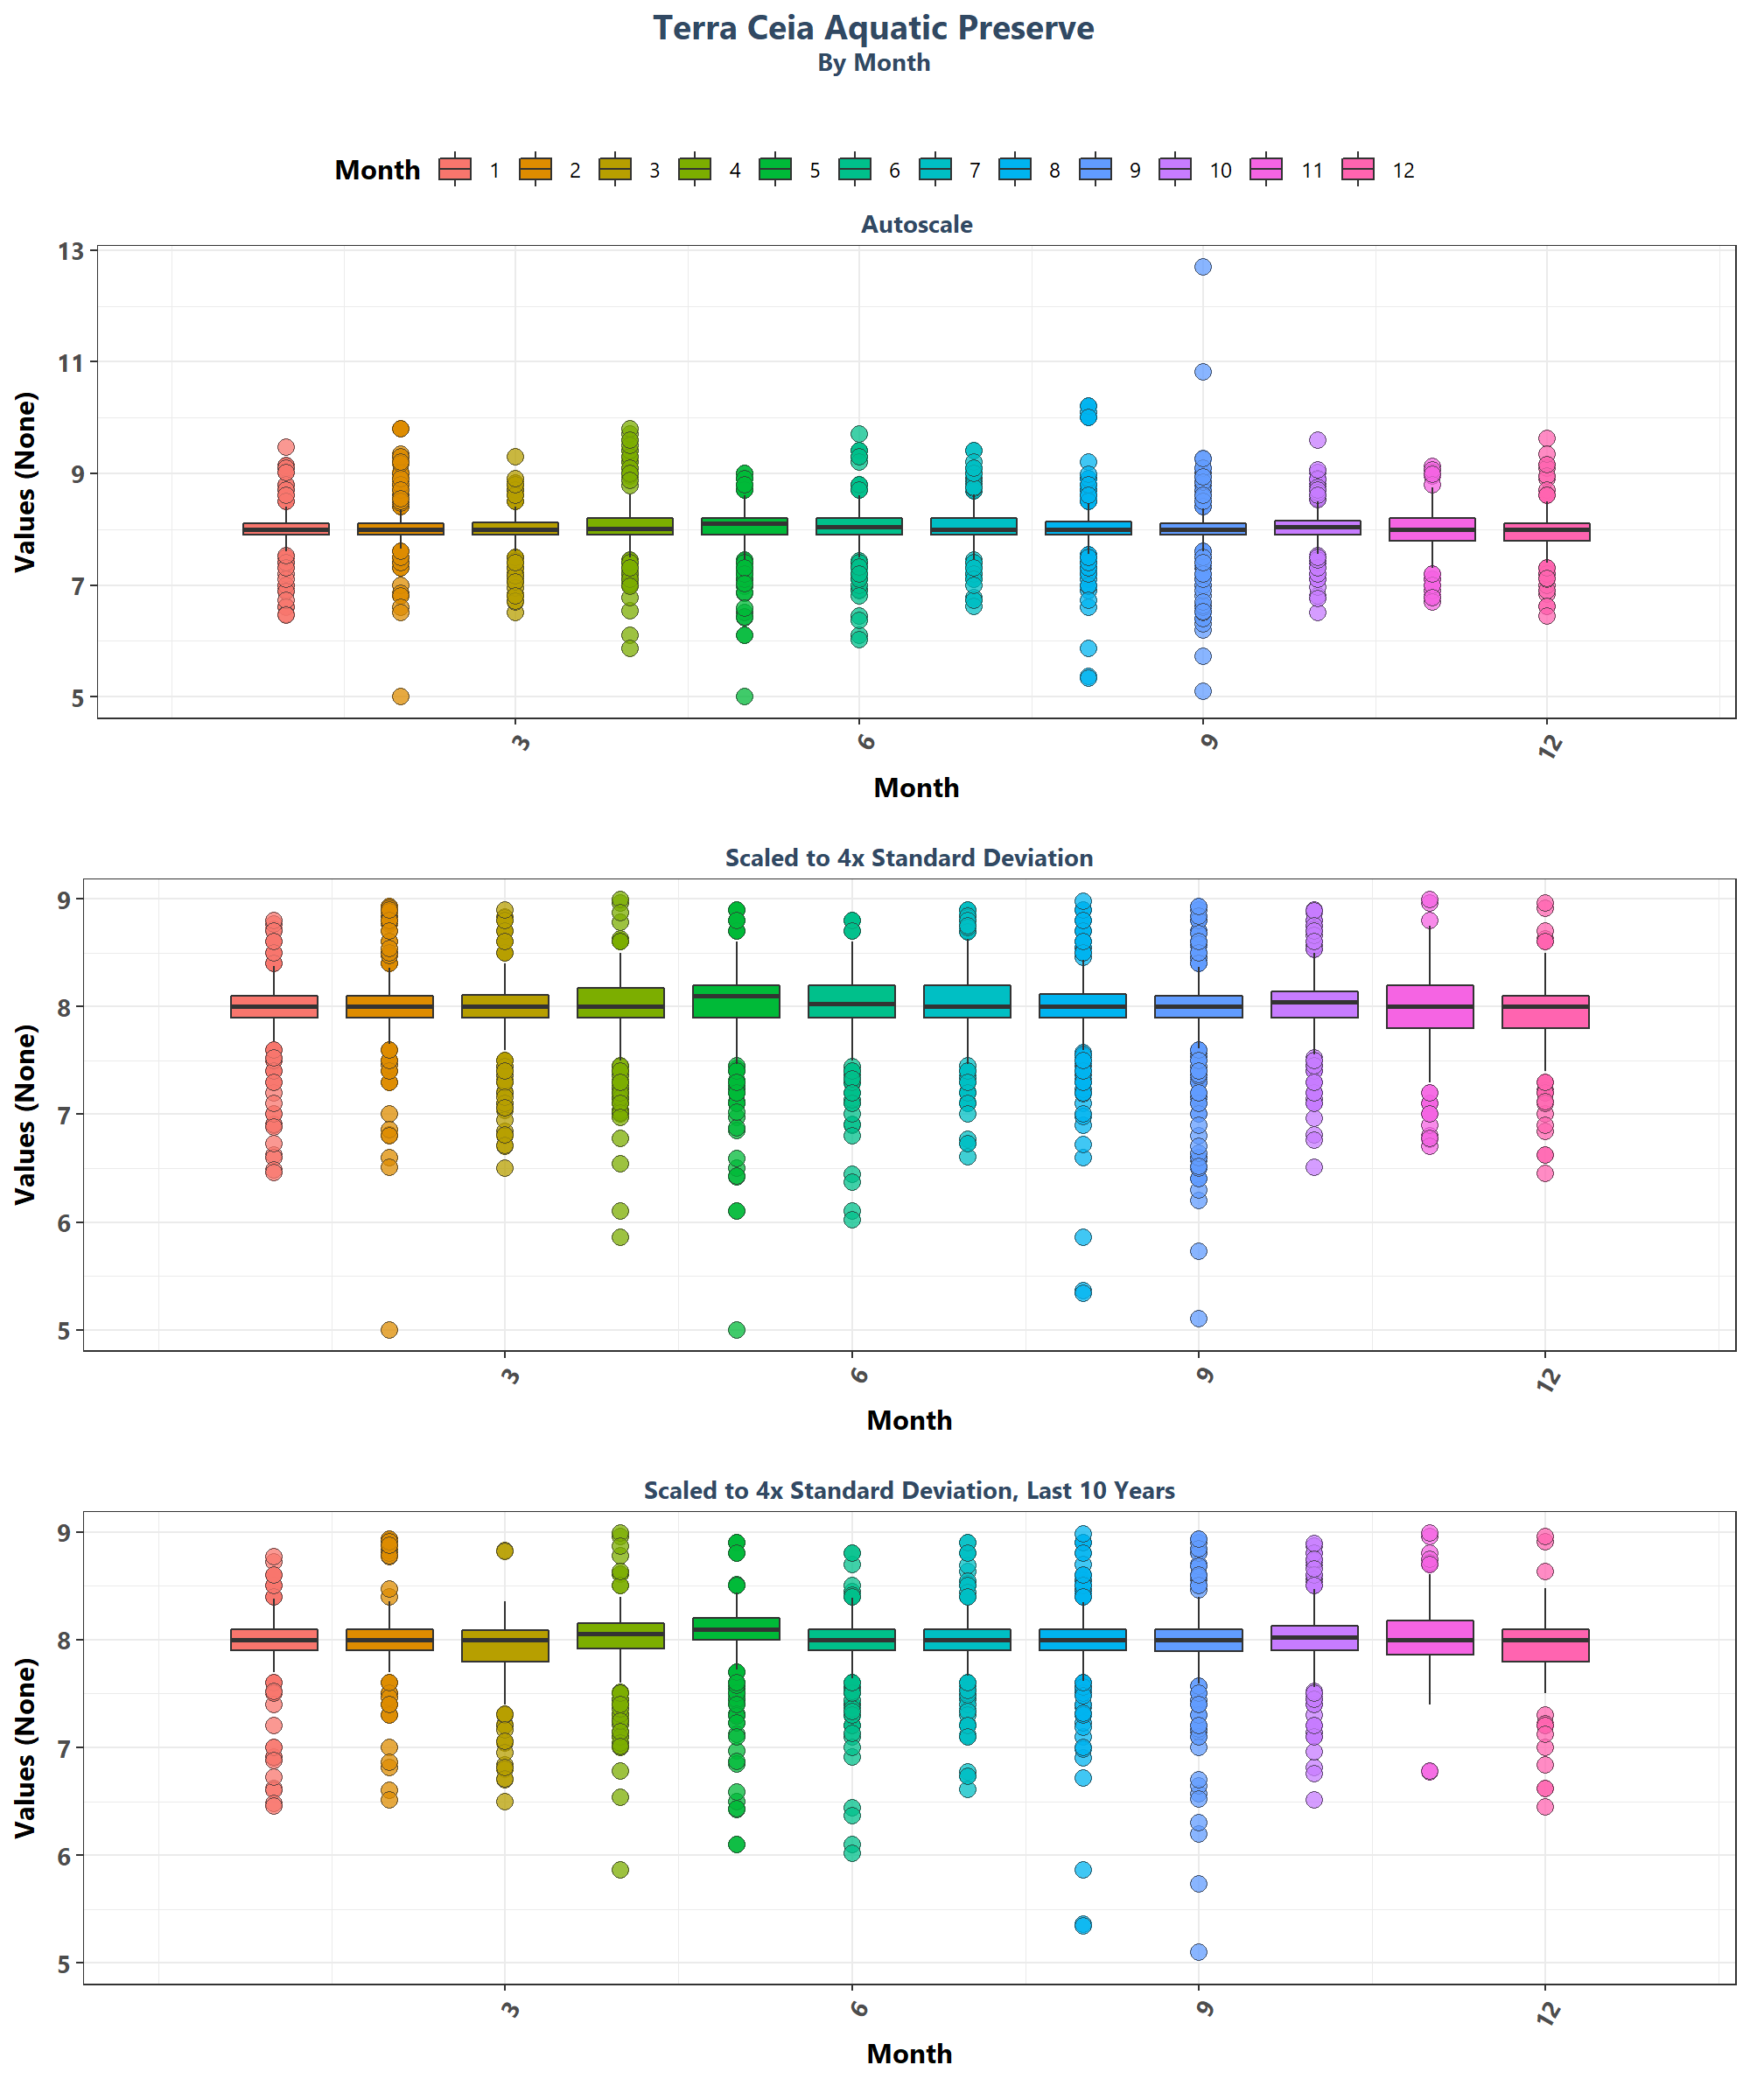 Terra Ceia Aquatic Preserve
By Month
Month 1 2 3 4 5 6 7 8 9 10 11 12
Autoscale
Values (None)
13
11
9
7
5
3 6 9 12
Month
Scaled to 4x Standard Deviation
Values (None)
9
8
7
6
5
3 6 9 12
Month
Scaled to 4x Standard Deviation, Last 10 Years
Values (None)
9
8
7
6
5
3 6 9 12
Month